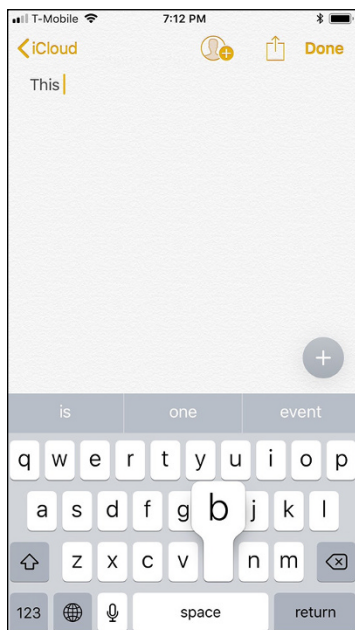 T-Mobile 7:12 PM
iCloud Done
This
is one event
q w e r t y u i o p
a s d f g b j k l
z x c v n m
123 space return